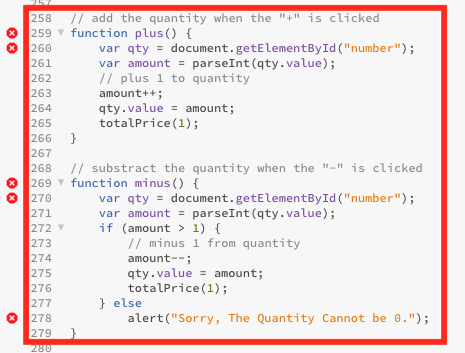 257
258 // add the quantity when the "+" is clicked
259 function plus() {
260 var qty = document.getElementById("number");
261 var amount = parseInt(qty.value);
262 // plus 1 to quantity
263 amount++;
264 qty.value = amount;
265 totalPrice(1);
266 }
267
268 // substract the quantity when the "-" is clicked
269 function minus() {
270 var qty = document.getElementById("number");
271 var amount = parseInt(qty.value);
272 if (amount > 1) {
273 // minus 1 from quantity
274 amount--;
275 qty.value = amount;
276 totalPrice(1);
277 } else
278 alert("Sorry, The Quantity Cannot be 0.");
279 }
280